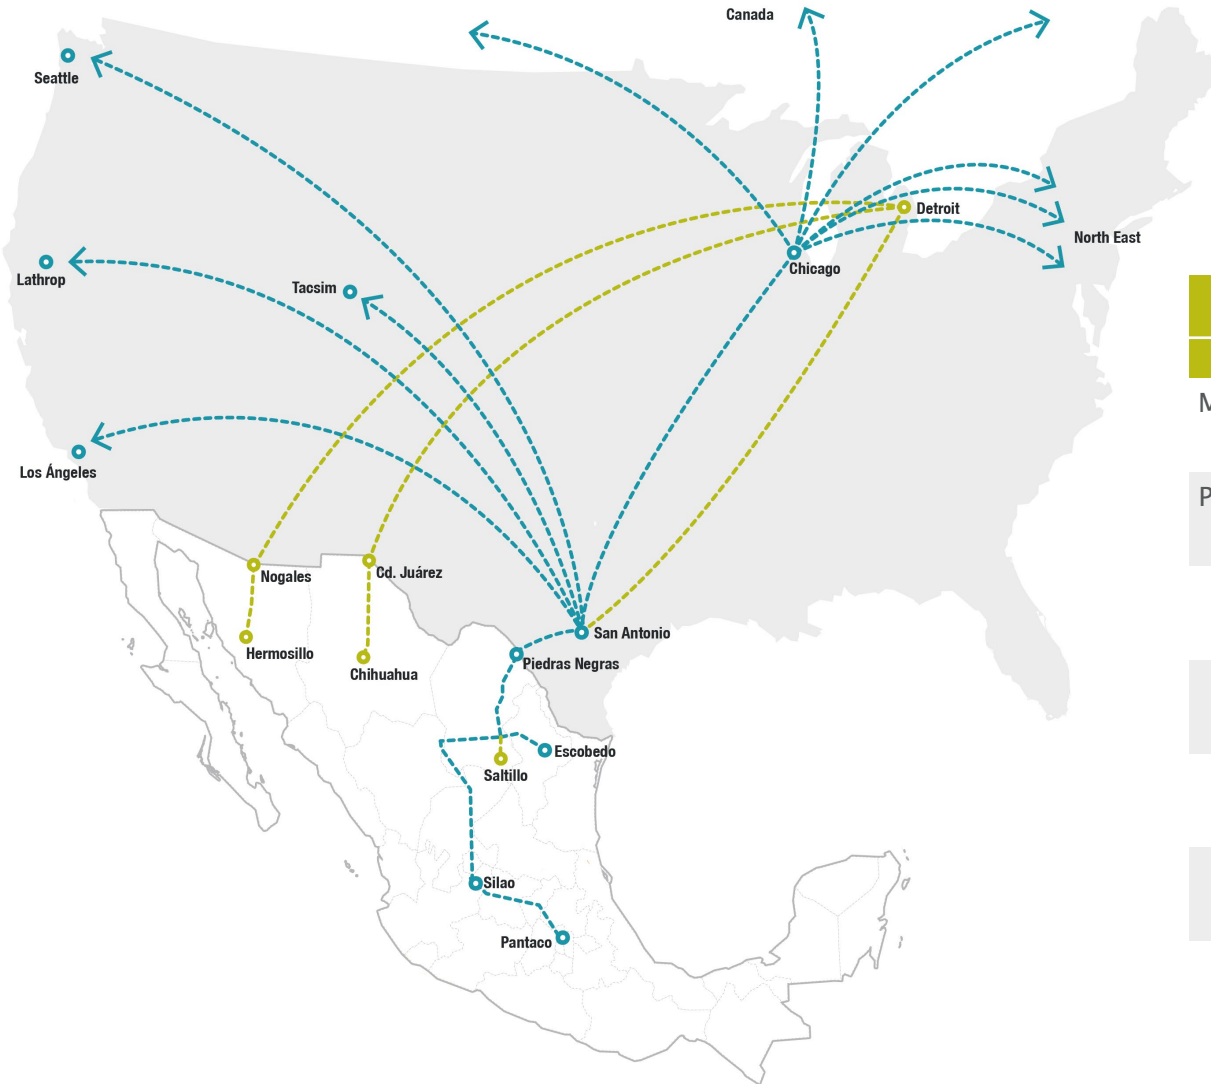 Canada
Seattle
Detroit
North East
Chicago
Lathrop
Tacsim
Los Ángeles
Nogales
Cd. Juárez
San Antonio
Hermosillo
Piedras Negras
Chihuahua
Escobedo
Saltillo
Silao
Pantaco
M
P